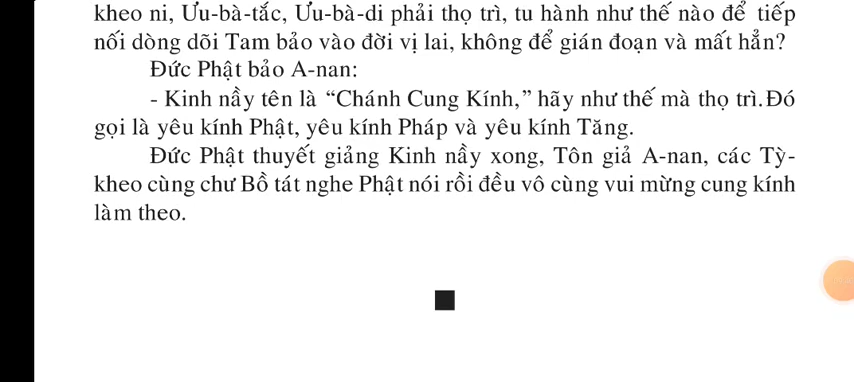 kheo ni, Ưu-bà-tắc, Ưu-bà-di phải thọ trì, tu hành như thế nào để tiếp
nối dòng dõi Tam bảo vào đời vị lai, không để gián đoạn và mất hẳn?
Đức Phật bảo A-nan:
- Kinh nầy tên là “Chánh Cung Kính,” hãy như thế mà thọ trì.Đó
gọi là yêu kính Phật, yêu kính Pháp và yêu kính Tăng.
Đức Phật thuyết giảng Kinh nầy xong, Tôn giả A-nan, các Tỳ-
kheo cùng chư Bồ tát nghe Phật nói rồi đều vô cùng vui mừng cung kính
làm theo.